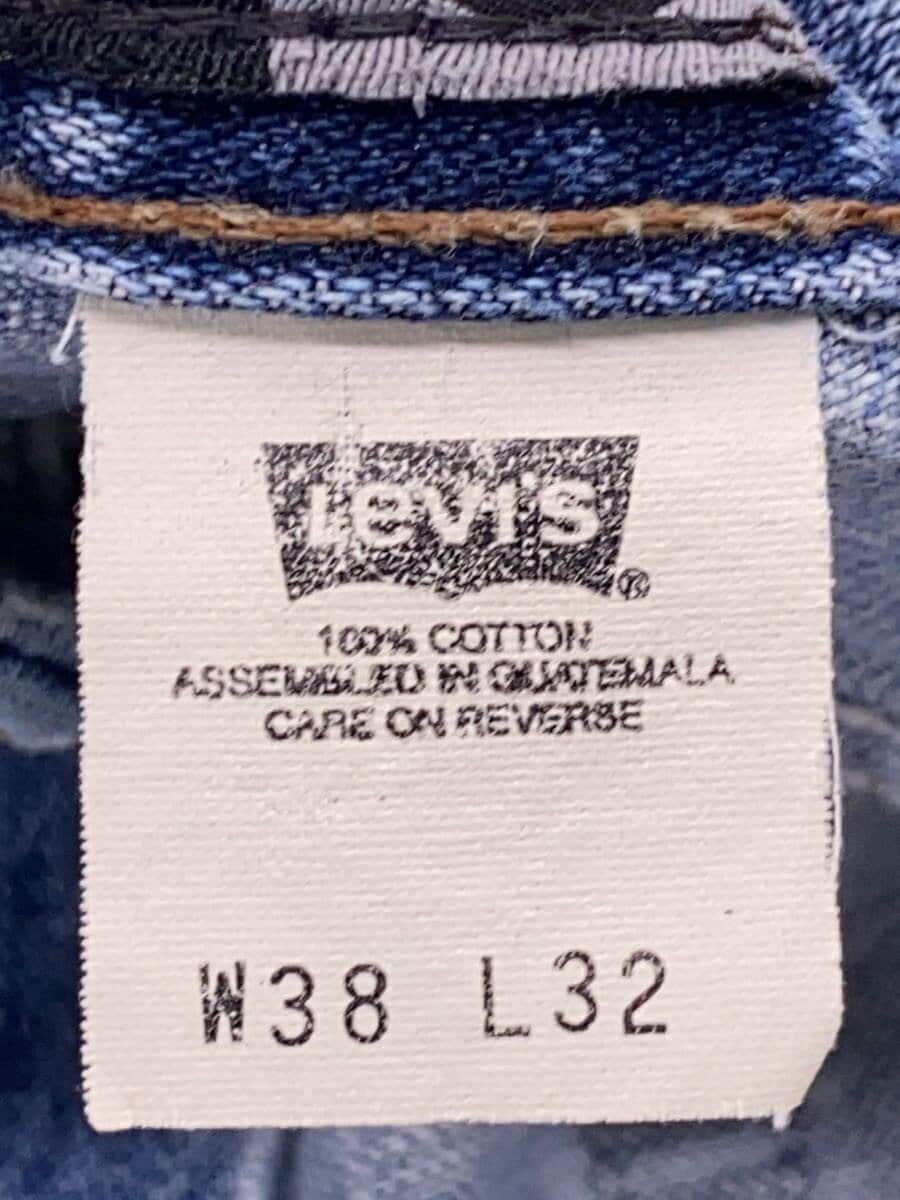 Levi's®
100% COTTON
ASSEMBLED IN GUATEMALA
CARE ON REVERSE
W38 L32